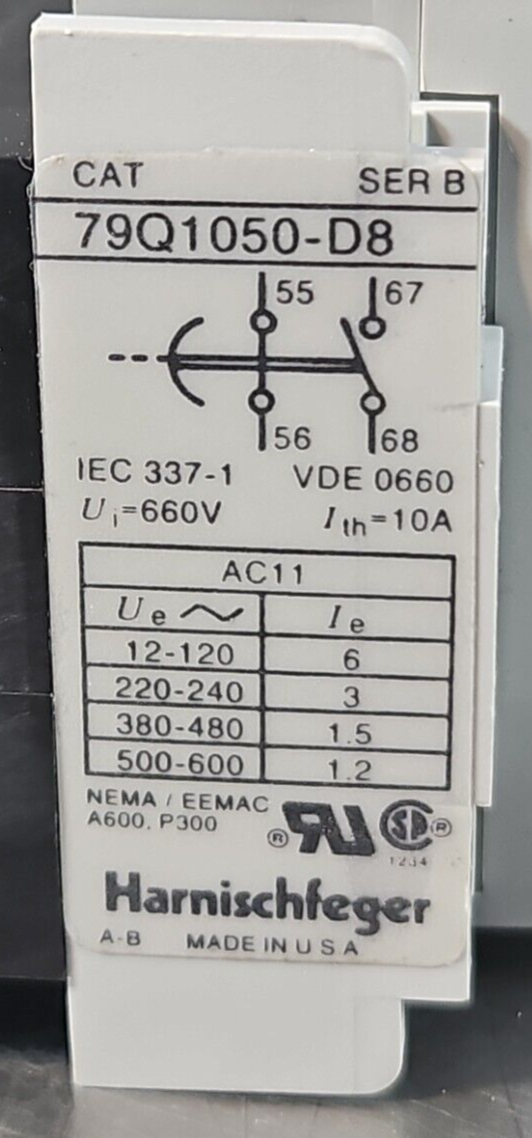 CAT SER B
79Q1050-D8
55 67
56 68
IEC 337-1 VDE 0660
Ui=660V Ith=10A
AC11
Ue ~ Ie
12-120 6
220-240 3
380-480 1.5
500-600 1.2
NEMA / EEMAC
A600, P300
® RU SP ®
1234
Harnischfeger
A-B MADE IN U S A